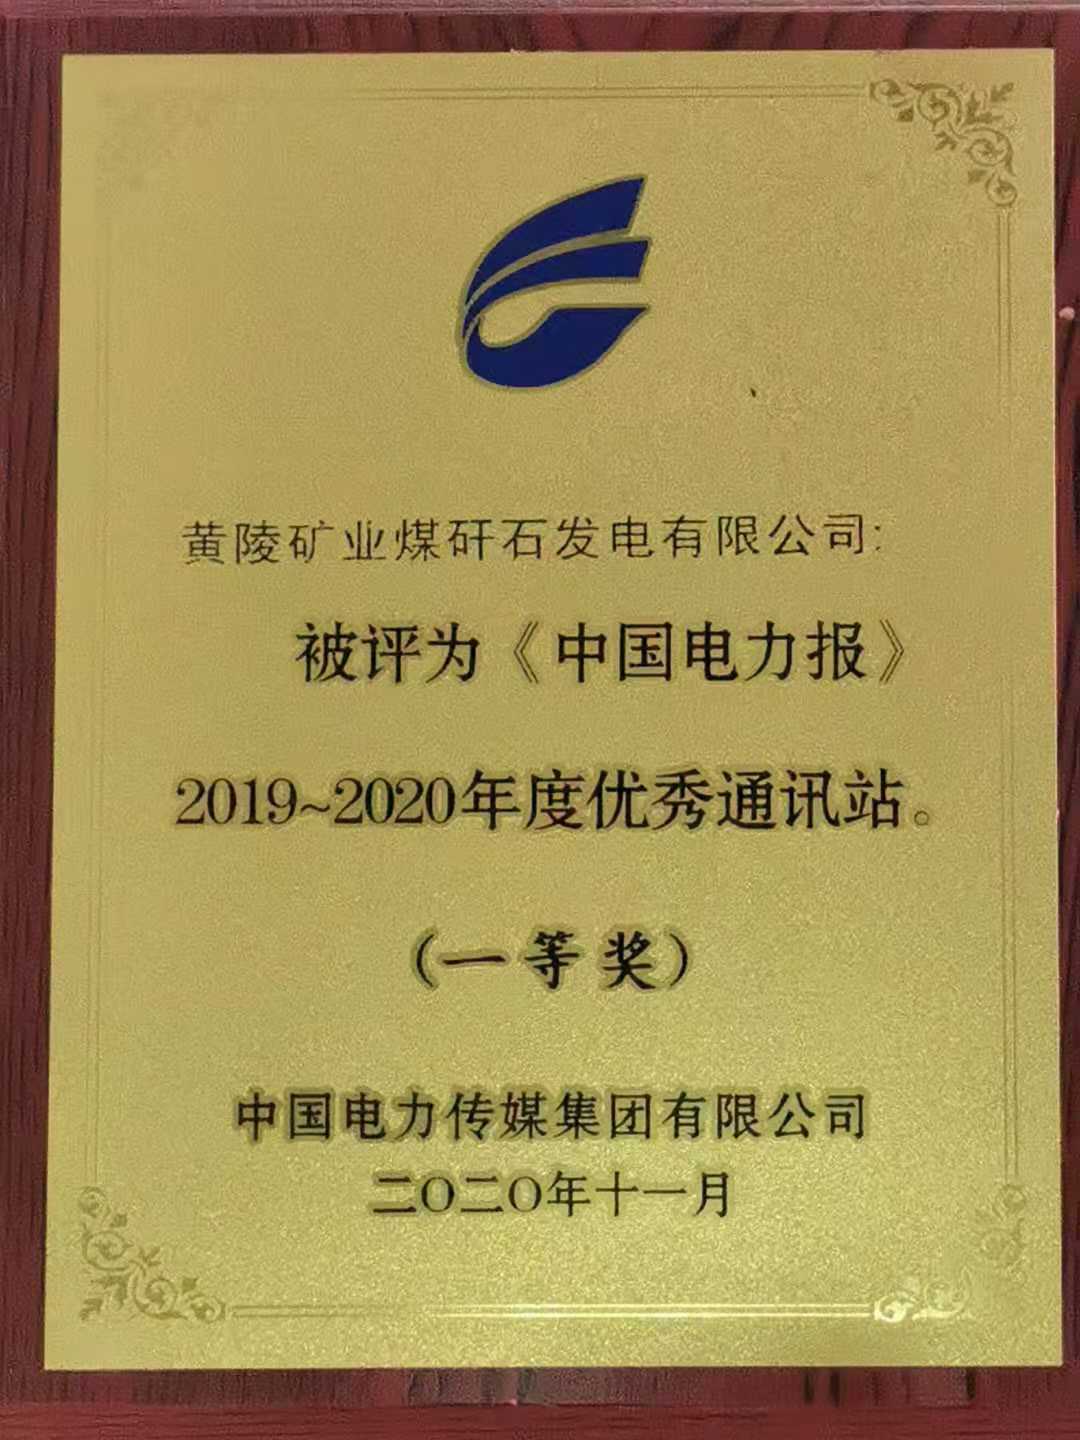 黄陵矿业煤矸石发电有限公司:
被评为《中国电力报》
2019~2020年度优秀通讯站。
(一等奖)
中国电力传媒集团有限公司
二〇二〇年十一月